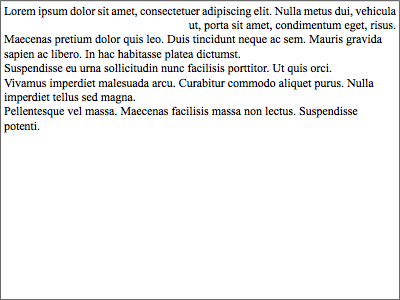 Lorem ipsum dolor sit amet, consectetuer adipiscing elit. Nulla metus dui, vehicula
ut, porta sit amet, condimentum eget, risus.
Maecenas pretium dolor quis leo. Duis tincidunt neque ac sem. Mauris gravida
sapien ac libero. In hac habitasse platea dictumst.
Suspendisse eu urna sollicitudin nunc facilisis porttitor. Ut quis orci.
Vivamus imperdiet malesuada arcu. Curabitur commodo aliquet purus. Nulla
imperdiet tellus sed magna.
Pellentesque vel massa. Maecenas facilisis massa non lectus. Suspendisse
potenti.